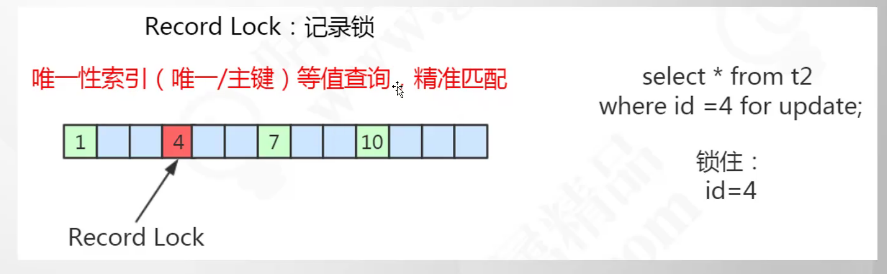 Record Lock：记录锁
唯一性索引（唯一/主键）等值查询，精准匹配
select * from t2
where id =4 for update;
1 4 7 10
锁住：
id=4
Record Lock